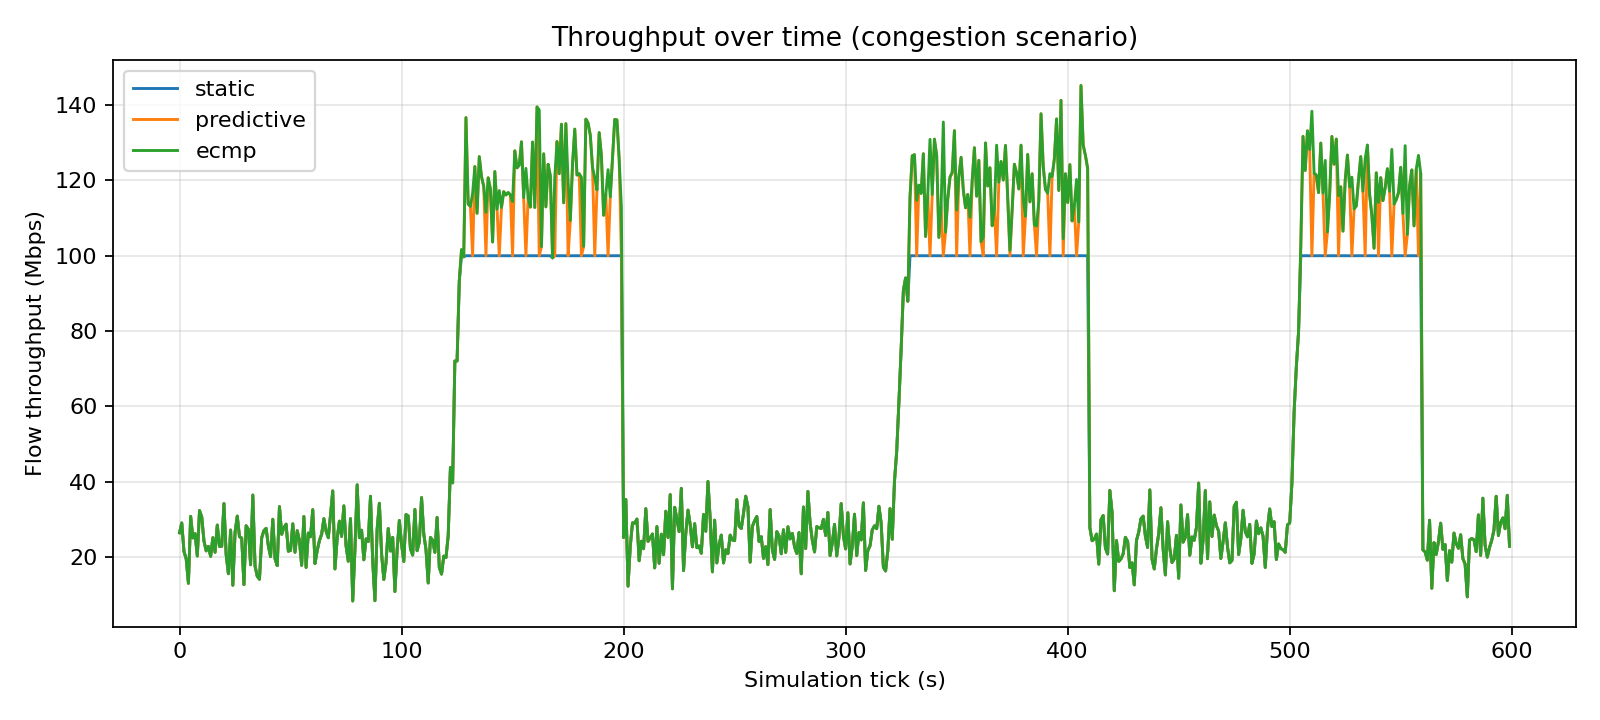 Throughput over time (congestion scenario)
static
predictive
ecmp
Flow throughput (Mbps)
140
120
100
80
60
40
20
0
100
200
300
400
500
600
Simulation tick (s)